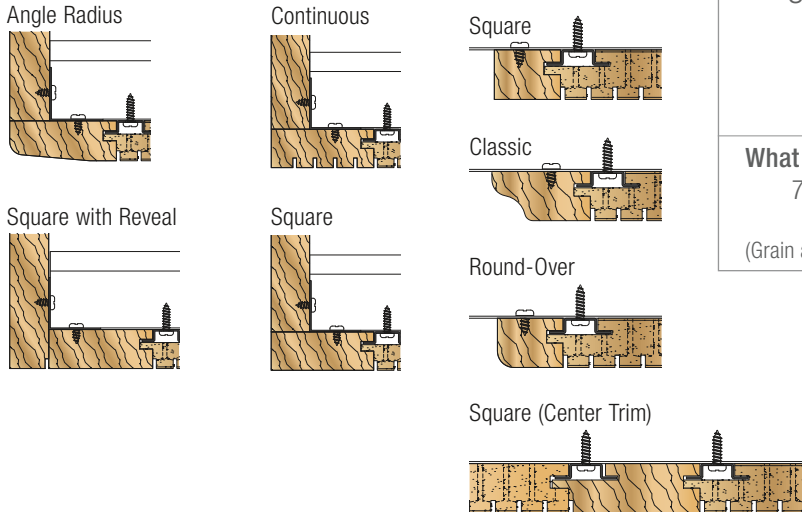 Angle Radius
Continuous
Square with Reveal
Square
Square
Classic
Round-Over
Square (Center Trim)
What
7
(Grain